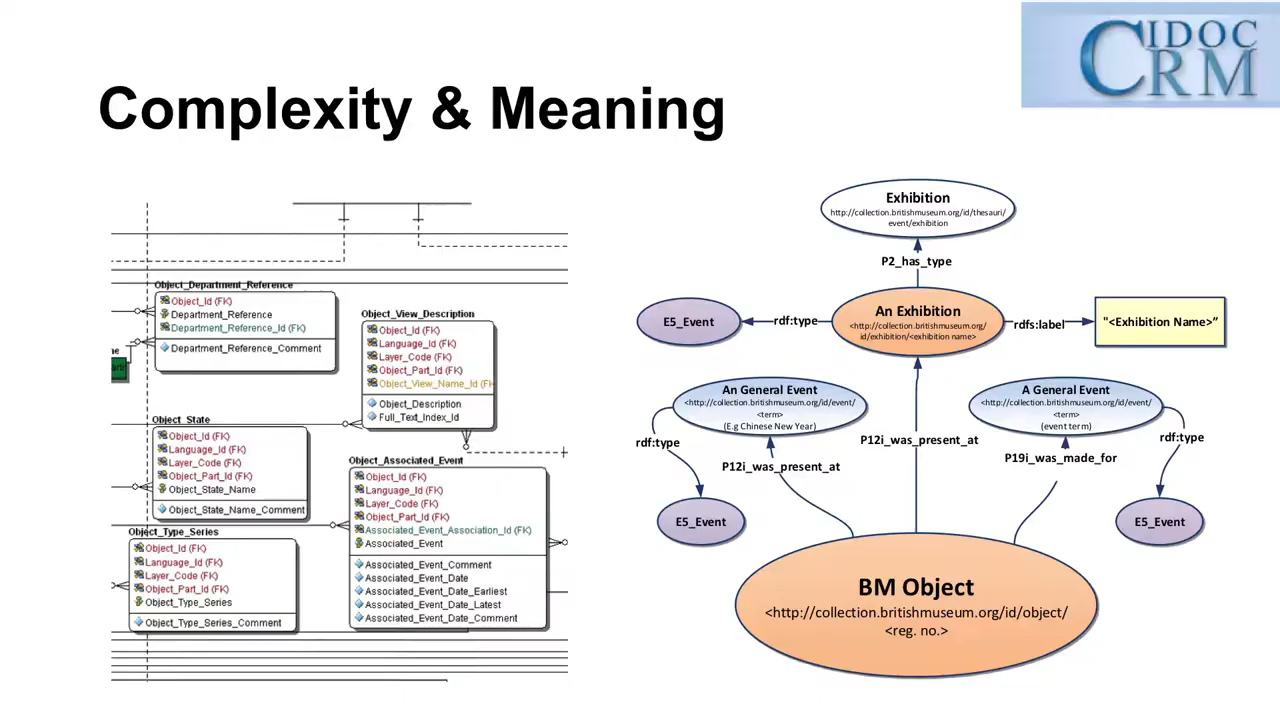 CIDOC
CRM
Complexity & Meaning
Object_Department_Reference
Object_Id (FK)
Department_Reference
Department_Reference_Id (FK)
Department_Reference_Comment
Object_View_Description
Object_Id (FK)
Language_Id (FK)
Layer_Code (FK)
Object_Part_Id (FK)
Object_View_Name_Id (FK
Object_Description
Full_Text_Index_Id
Object_State
Object_Id (FK)
Language_Id (FK)
Layer_Code (FK)
Object_Part_Id (FK)
Object_State_Name
Object_State_Name_Comment
Object_Associated_Event
Object_Id (FK)
Language_Id (FK)
Layer_Code (FK)
Object_Part_Id (FK)
Associated_Event_Association_Id (FK)
Associated_Event
Associated_Event_Comment
Associated_Event_Date
Associated_Event_Date_Earliest
Associated_Event_Date_Latest
Associated_Event_Date_Comment
Object_Type_Series
Object_Id (FK)
Language_Id (FK)
Layer_Code (FK)
Object_Part_Id (FK)
Object_Type_Series
Object_Type_Series_Comment
Exhibition
http://collection.britishmuseum.org/id/thesauri/
event/exhibition
P2_has_type
E5_Event
rdf:type
An Exhibition
<http://collection.britishmuseum.org/
id/exhibition/<exhibition name>
rdfs:label
"<Exhibition Name>”
An General Event
<http://collection.britishmuseum.org/id/event/
<term>
(E.g Chinese New Year)
A General Event
<http://collection.britishmuseum.org/id/event/
<term>
(event term)
rdf:type
P12i_was_present_at
P12i_was_present_at
P19i_was_made_for
rdf:type
E5_Event
E5_Event
BM Object
<http://collection.britishmuseum.org/id/object/
<reg. no.>